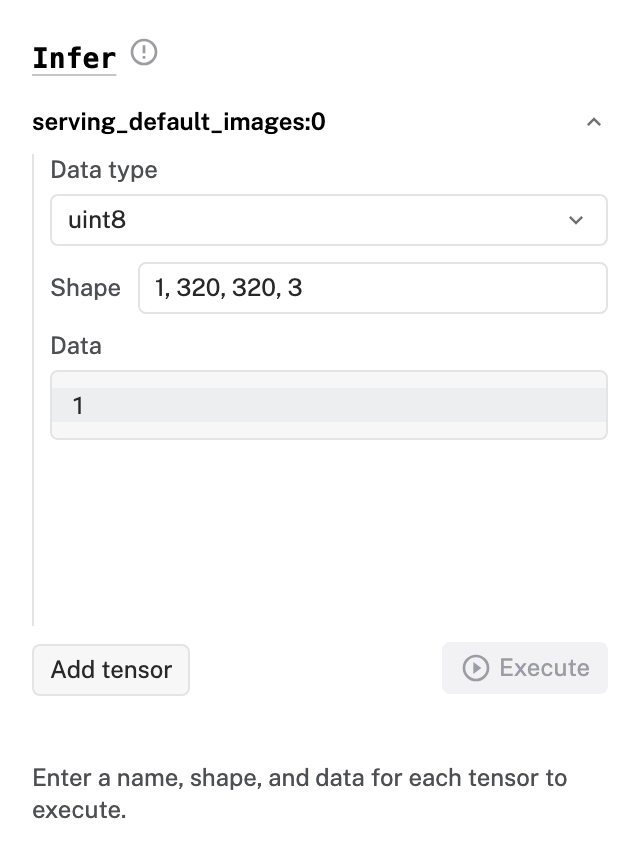 Infer
serving_default_images:0
Data type
uint8
Shape
1, 320, 320, 3
Data
1
Add tensor
Execute
Enter a name, shape, and data for each tensor to
execute.